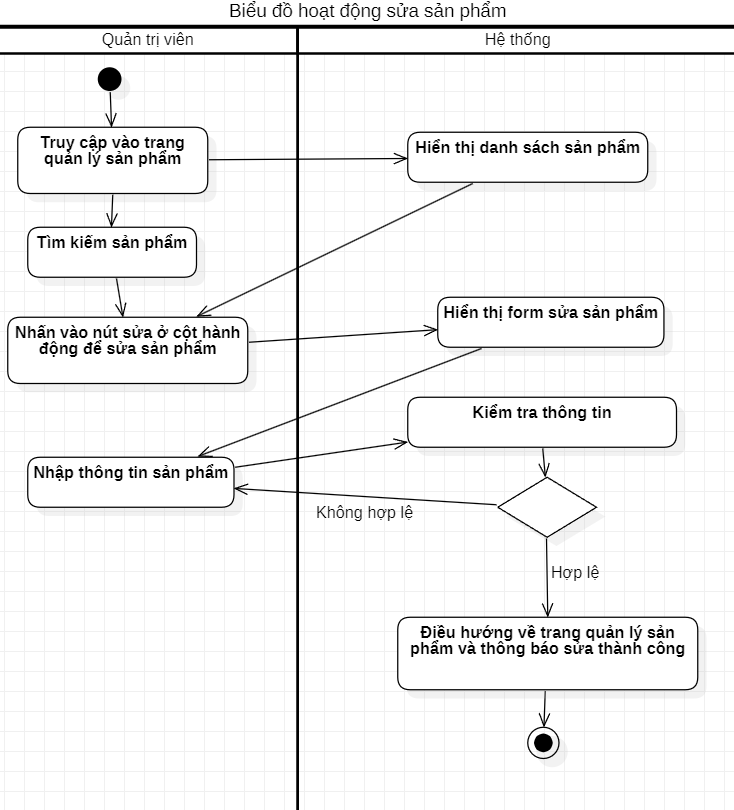 Biểu đồ hoạt động sửa sản phẩm
Quản trị viên
Hệ thống
Truy cập vào trang
quản lý sản phẩm
Hiển thị danh sách sản phẩm
Tìm kiếm sản phẩm
Nhấn vào nút sửa ở cột hành
động để sửa sản phẩm
Hiển thị form sửa sản phẩm
Kiểm tra thông tin
Nhập thông tin sản phẩm
Không hợp lệ
Hợp lệ
Điều hướng về trang quản lý sản
phẩm và thông báo sửa thành công